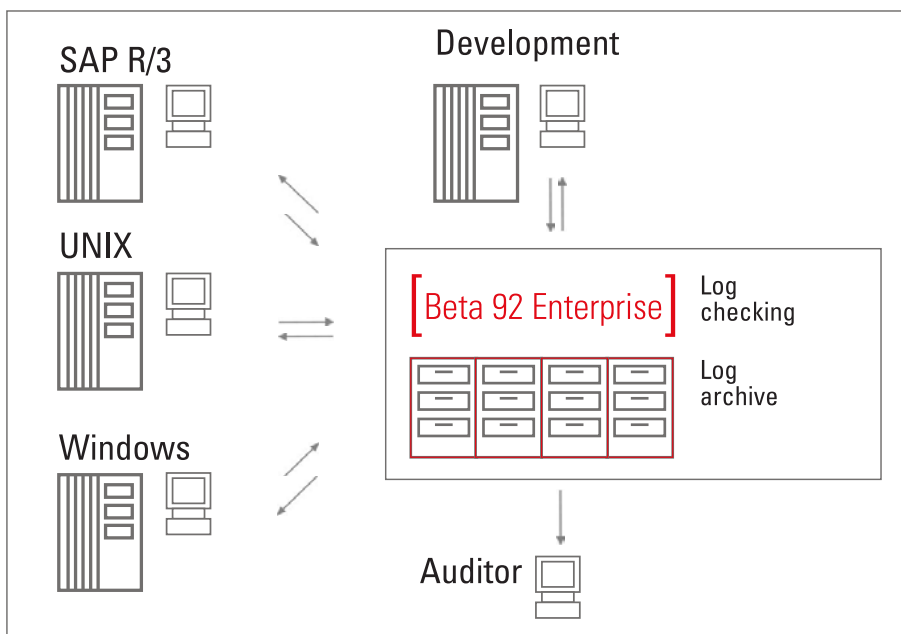 SAP R/3
Development
UNIX
[Beta 92 Enterprise]
Log
checking
Log
archive
Windows
Auditor